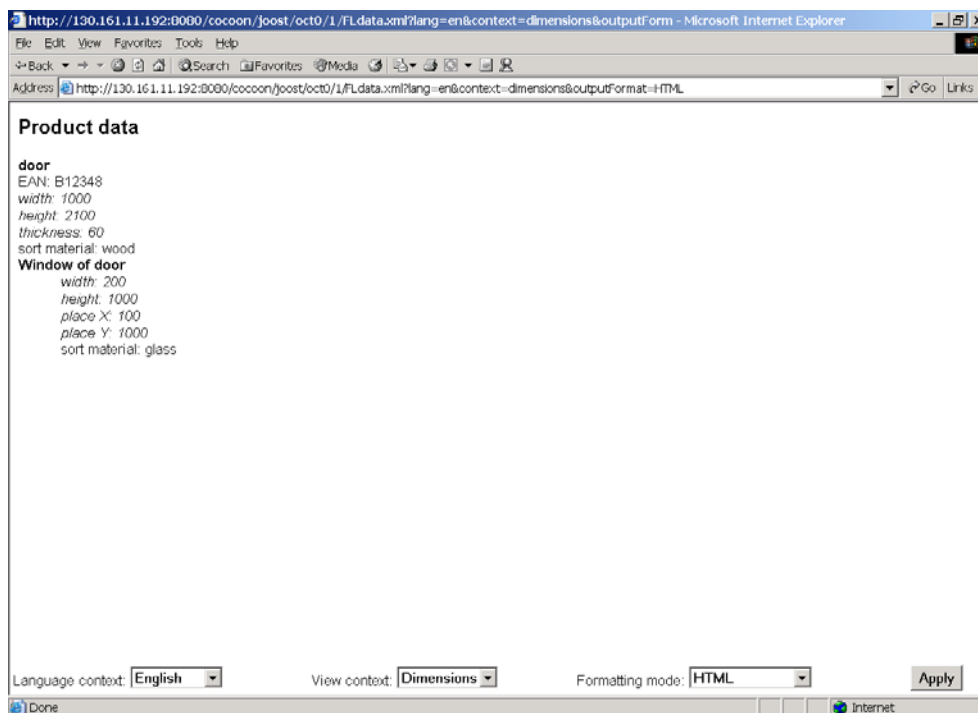 http://130.161.11.192:8080/cocoon/joost/oct0/1/FLdata.xml?lang=en&context=dimensions&outputForm - Microsoft Internet Explorer
File Edit View Favorites Tools Help
Back Search Favorites Media
Address http://130.161.11.192:8080/cocoon/joost/oct0/1/FLdata.xml?lang=en&context=dimensions&outputFormat=HTML Go Links
Product data
door
EAN: B12348
width: 1000
height: 2100
thickness: 60
sort material: wood
Window of door
width: 200
height: 1000
place X: 100
place Y: 1000
sort material: glass
Language context: English View context: Dimensions Formatting mode: HTML Apply
Done Internet